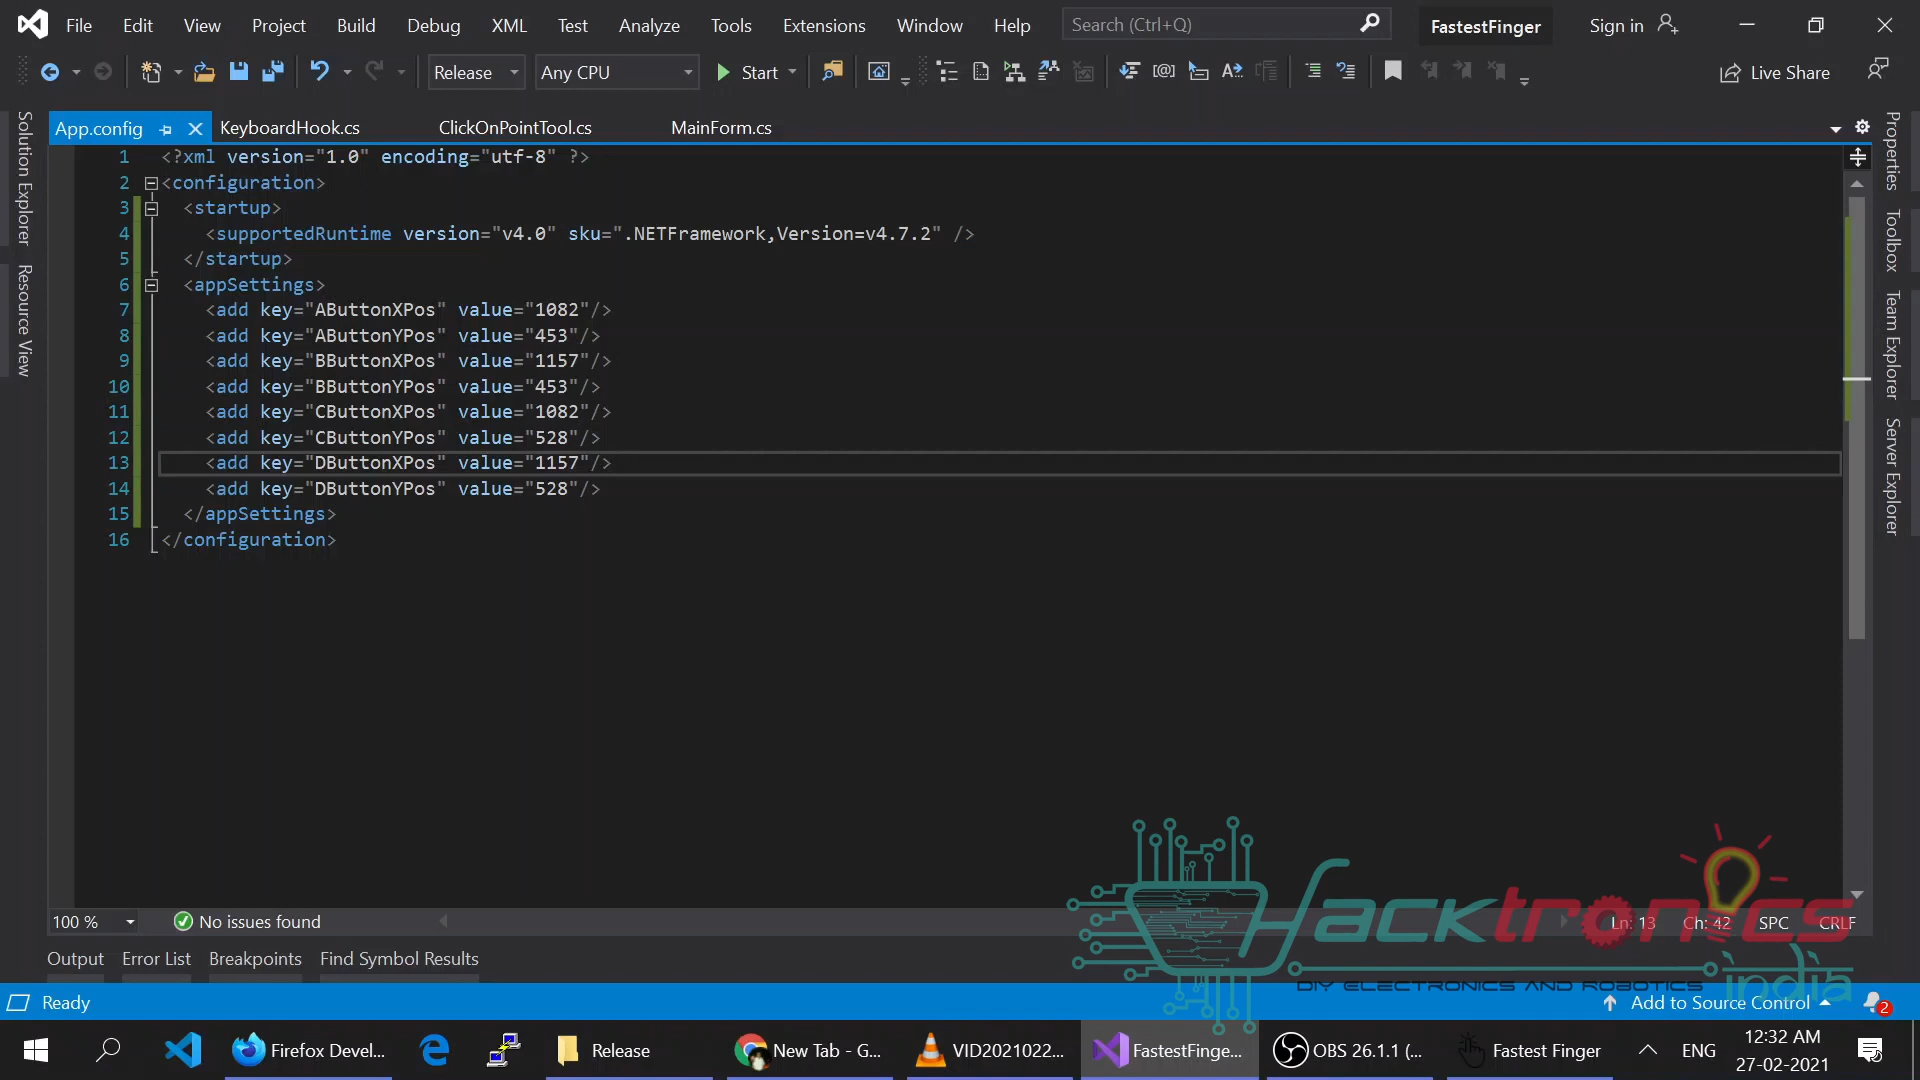 File Edit View Project Build Debug XML Test Analyze Tools Extensions Window Help Search (Ctrl+Q) FastestFinger Sign in
Release Any CPU Start Live Share
App.config KeyboardHook.cs ClickOnPointTool.cs MainForm.cs
Solution Explorer
Resource View
Properties
Toolbox
Team Explorer
Server Explorer
1 <?xml version="1.0" encoding="utf-8" ?>
2 <configuration>
3 <startup>
4 <supportedRuntime version="v4.0" sku=".NETFramework,Version=v4.7.2" />
5 </startup>
6 <appSettings>
7 <add key="AButtonXPos" value="1082"/>
8 <add key="AButtonYPos" value="453"/>
9 <add key="BButtonXPos" value="1157"/>
10 <add key="BButtonYPos" value="453"/>
11 <add key="CButtonXPos" value="1082"/>
12 <add key="CButtonYPos" value="528"/>
13 <add key="DButtonXPos" value="1157"/>
14 <add key="DButtonYPos" value="528"/>
15 </appSettings>
16 </configuration>
100 % No issues found Ln: 13 Ch: 42 SPC CRLF
Hacktronics
india
DIY ELECTRONICS AND ROBOTICS
Output Error List Breakpoints Find Symbol Results
Ready Add to Source Control 2
Firefox Devel... Release New Tab - G... VID2021022... FastestFinge... OBS 26.1.1 (... Fastest Finger ENG 12:32 AM
27-02-2021